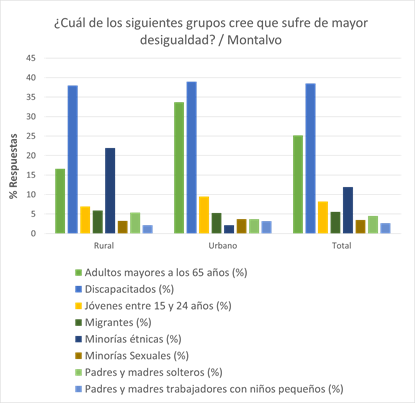 ¿Cuál de los siguientes grupos cree que sufre de mayor
desigualdad? / Montalvo
45
40
35
30
25
20
15
10
5
0
% Respuestas
Rural
Urbano
Total
Adultos mayores a los 65 años (%)
Discapacitados (%)
Jóvenes entre 15 y 24 años (%)
Migrantes (%)
Minorías étnicas (%)
Minorías Sexuales (%)
Padres y madres solteros (%)
Padres y madres trabajadores con niños pequeños (%)